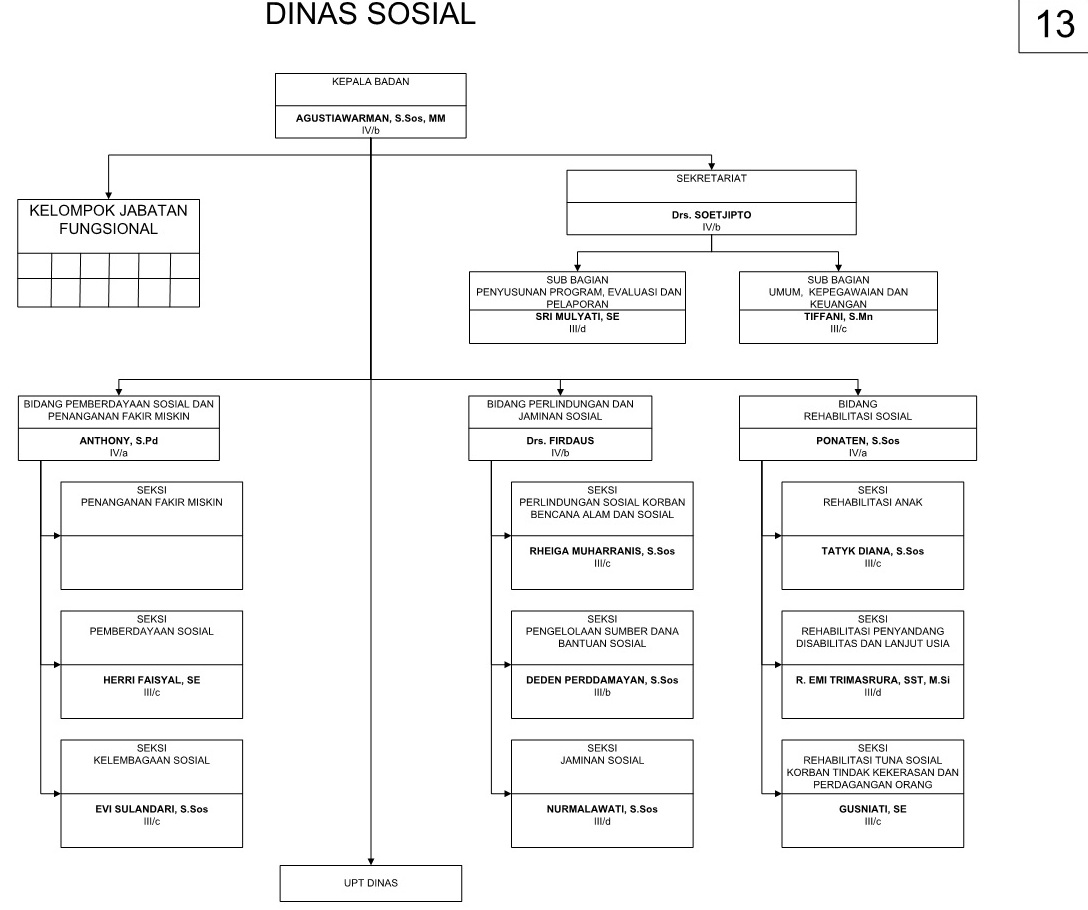 DINAS SOSIAL
13
KEPALA BADAN
AGUSTIAWARMAN, S.Sos, MM
IV/b
KELOMPOK JABATAN
FUNGSIONAL
SEKRETARIAT
Drs. SOETJIPTO
IV/b
SUB BAGIAN
PENYUSUNAN PROGRAM, EVALUASI DAN
PELAPORAN
SRI MULYATI, SE
III/d
SUB BAGIAN
UMUM, KEPEGAWAIAN DAN
KEUANGAN
TIFFANI, S.Mn
III/c
BIDANG PEMBERDAYAAN SOSIAL DAN
PENANGANAN FAKIR MISKIN
ANTHONY, S.Pd
IV/a
SEKSI
PENANGANAN FAKIR MISKIN
SEKSI
PEMBERDAYAAN SOSIAL
HERRI FAISYAL, SE
III/c
SEKSI
KELEMBAGAAN SOSIAL
EVI SULANDARI, S.Sos
III/c
BIDANG PERLINDUNGAN DAN
JAMINAN SOSIAL
Drs. FIRDAUS
IV/b
SEKSI
PERLINDUNGAN SOSIAL KORBAN
BENCANA ALAM DAN SOSIAL
RHEIGA MUHARRANIS, S.Sos
III/c
SEKSI
PENGELOLAAN SUMBER DANA
BANTUAN SOSIAL
DEDEN PERDDAMAYAN, S.Sos
III/b
SEKSI
JAMINAN SOSIAL
NURMALAWATI, S.Sos
III/d
BIDANG
REHABILITASI SOSIAL
PONATEN, S.Sos
IV/a
SEKSI
REHABILITASI ANAK
TATYK DIANA, S.Sos
III/c
SEKSI
REHABILITASI PENYANDANG
DISABILITAS DAN LANJUT USIA
R. EMI TRIMASRURA, SST, M.Si
III/d
SEKSI
REHABILITASI TUNA SOSIAL
KORBAN TINDAK KEKERASAN DAN
PERDAGANGAN ORANG
GUSNIATI, SE
III/c
UPT DINAS